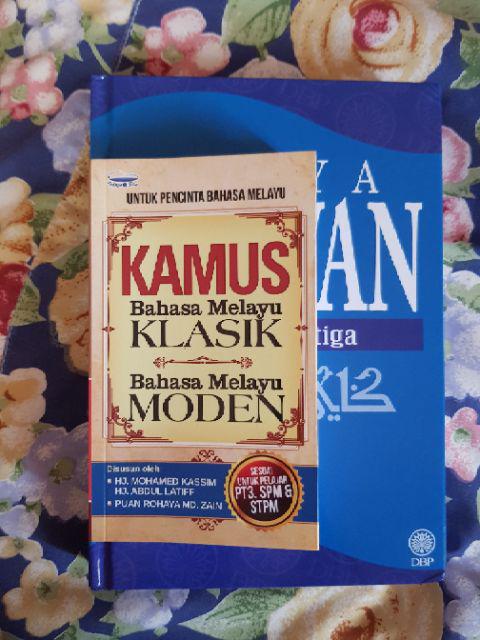 UNTUK PENCINTA BAHASA MELAYU
KAMUS
Bahasa Melayu
KLASIK
Bahasa Melayu
MODEN
Disusun oleh
• HJ. MOHAMED KASSIM
HJ. ABDUL LATIFF
• PUAN ROHAYA MD. ZAIN
SESUAI
UNTUK PELAJAR
PT3, SPM &
STPM
Y A
AN
tiga
DBP